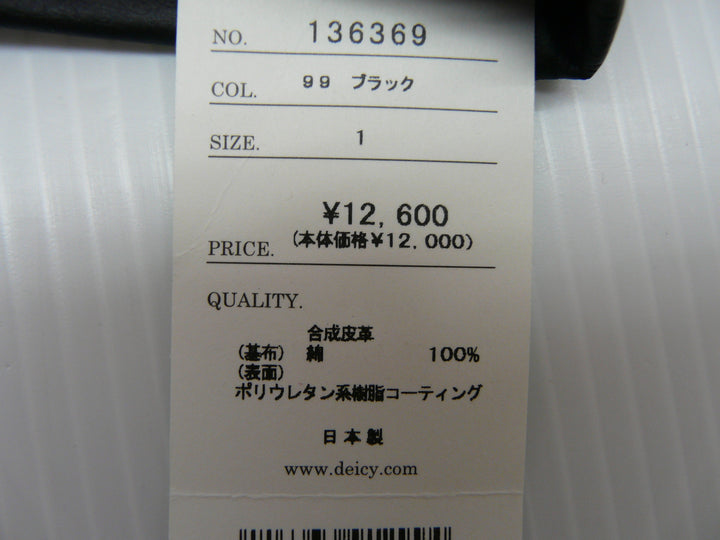 NO. 136369
COL. 99 ブラック
SIZE. 1
¥12,600
PRICE. (本体価格¥12,000)
QUALITY.
合成皮革
(基布) 綿 100%
(表面)
ポリウレタン系樹脂コーティング
日本製
www.deicy.com